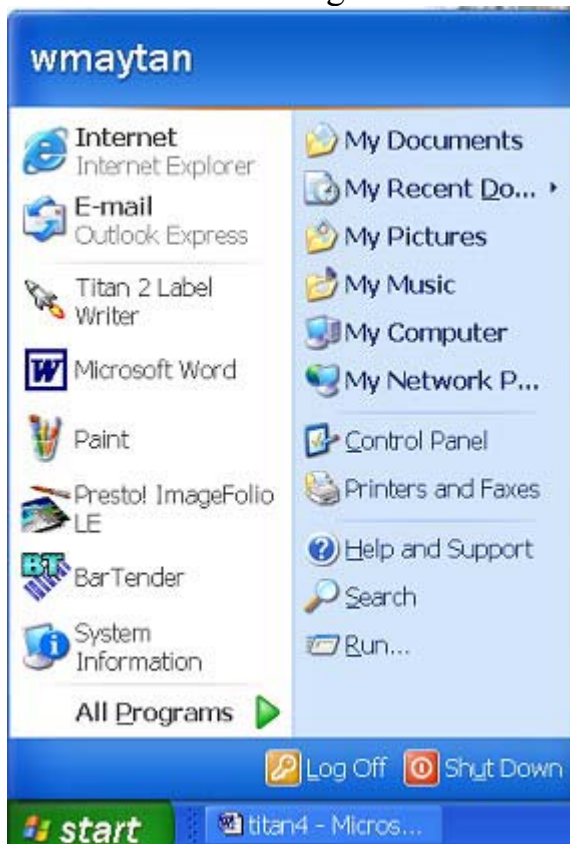 wmaytan
Internet
Internet Explorer
E-mail
Outlook Express
Titan 2 Label
Writer
Microsoft Word
Paint
Presto! ImageFolio
LE
BarTender
System
Information
All Programs
My Documents
My Recent Do...
My Pictures
My Music
My Computer
My Network P...
Control Panel
Printers and Faxes
Help and Support
Search
Run...
Log Off
Shut Down
start
titan4 - Micros...